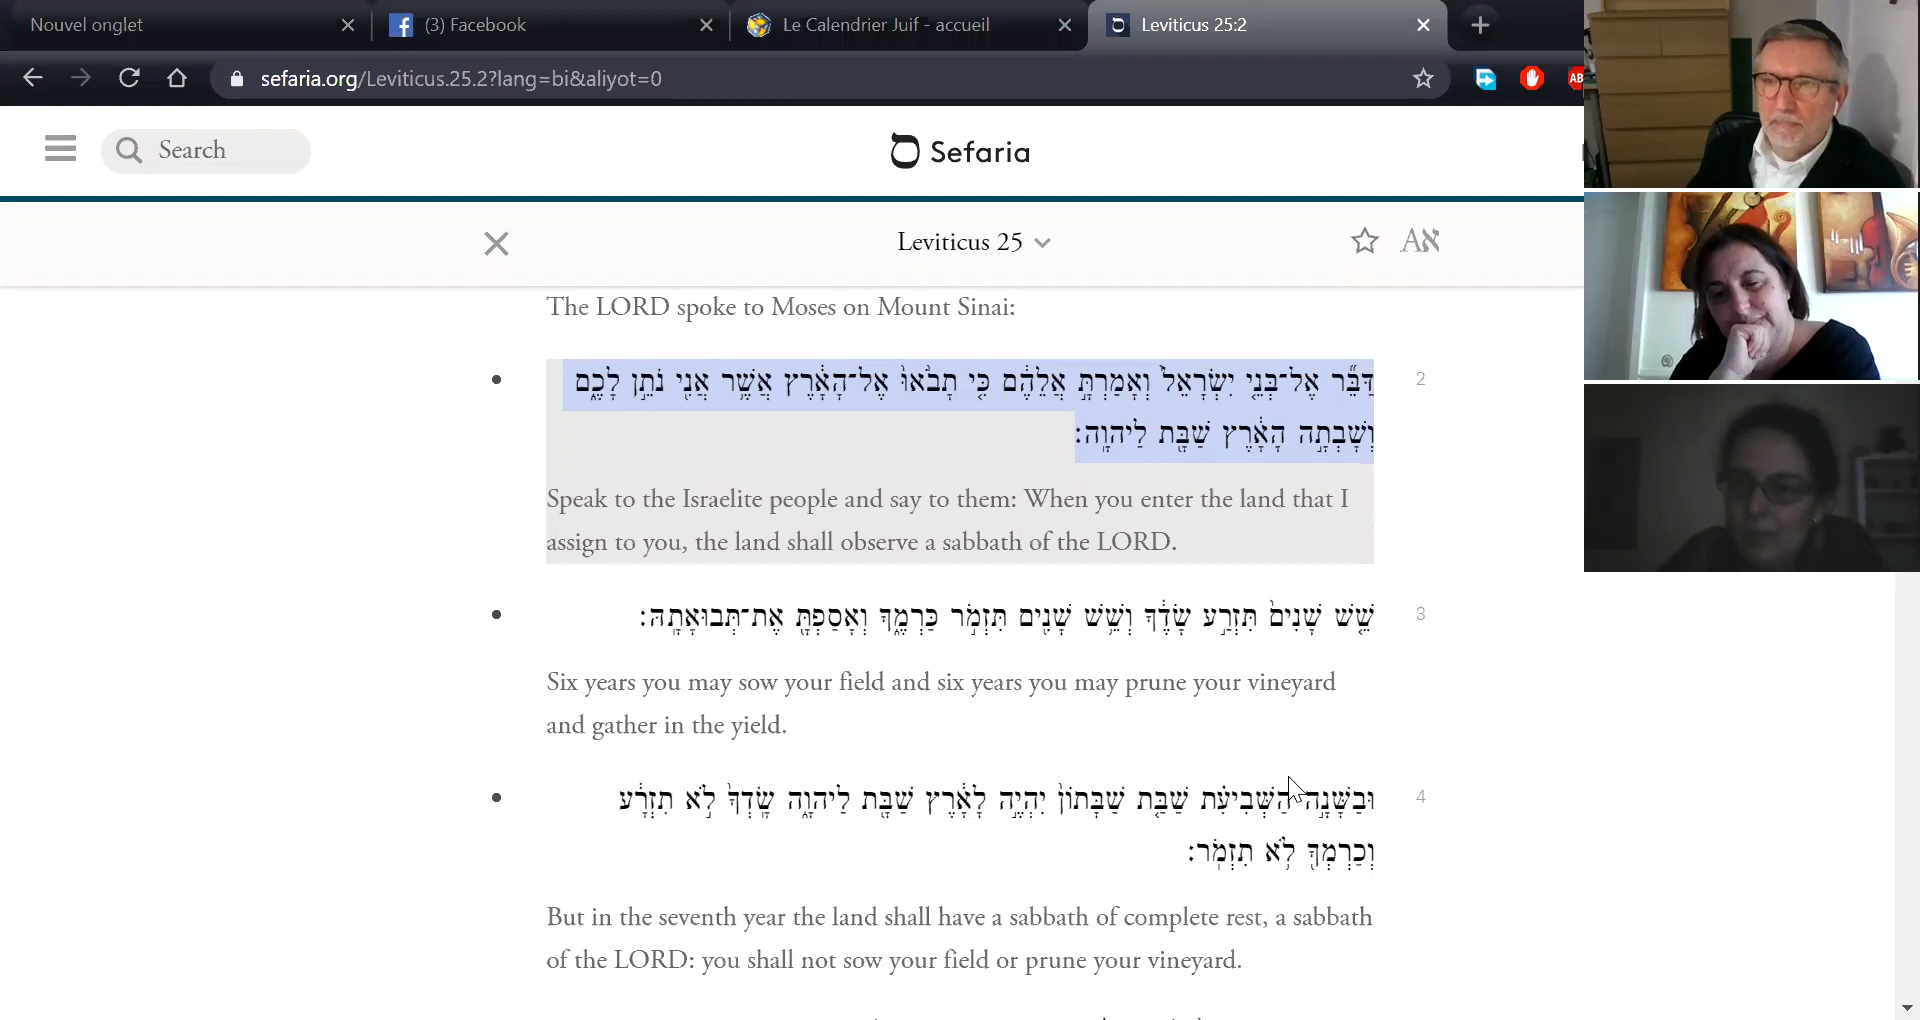 Nouvel onglet
(3) Facebook
Le Calendrier Juif - accueil
Leviticus 25:2
sefaria.org/Leviticus.25.2?lang=bi&aliyot=0
AB
Search
Sefaria
Leviticus 25
Aא
The LORD spoke to Moses on Mount Sinai:
דַּבֵּ֞ר אֶל־בְּנֵ֤י יִשְׂרָאֵל֙ וְאָמַרְתָּ֣ אֲלֵהֶ֔ם כִּ֤י תָבֹ֙אוּ֙ אֶל־הָאָ֔רֶץ אֲשֶׁ֥ר אֲנִ֖י נֹתֵ֣ן לָכֶ֑ם
2
וְשָׁבְתָ֣ה הָאָ֔רֶץ שַׁבָּ֖ת לַיהוָֽה׃
Speak to the Israelite people and say to them: When you enter the land that I
assign to you, the land shall observe a sabbath of the LORD.
שֵׁ֤שׁ שָׁנִים֙ תִּזְרַ֣ע שָׂדֶ֔ךָ וְשֵׁ֥שׁ שָׁנִ֖ים תִּזְמֹ֣ר כַּרְמֶ֑ךָ וְאָסַפְתָּ֖ אֶת־תְּבוּאָתָֽהּ׃
3
Six years you may sow your field and six years you may prune your vineyard
and gather in the yield.
וּבַשָּׁנָ֣ה הַשְּׁבִיעִ֗ת שַׁבַּ֤ת שַׁבָּתוֹן֙ יִהְיֶ֣ה לָאָ֔רֶץ שַׁבָּ֖ת לַיהוָ֑ה שָֽׂדְךָ֙ לֹ֣א תִזְרָ֔ע
4
וְכַרְמְךָ֖ לֹ֥א תִזְמֹֽר׃
But in the seventh year the land shall have a sabbath of complete rest, a sabbath
of the LORD: you shall not sow your field or prune your vineyard.